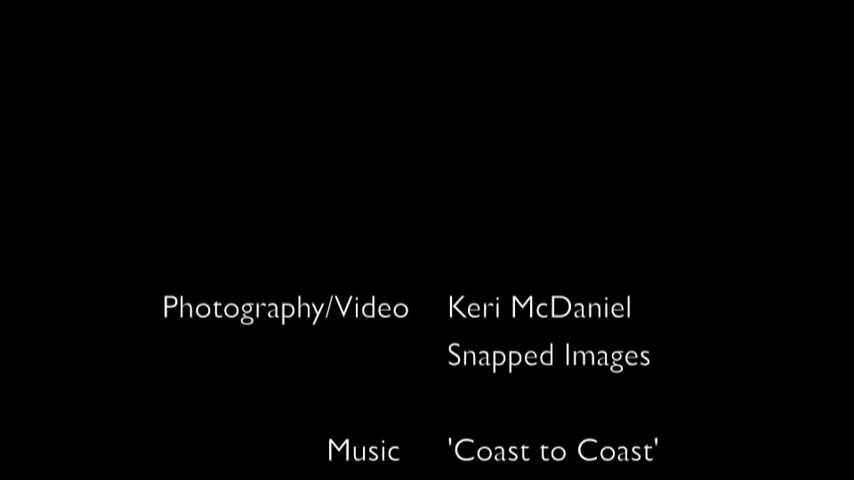 Photography/Video Keri McDaniel
Snapped Images
Music 'Coast to Coast'